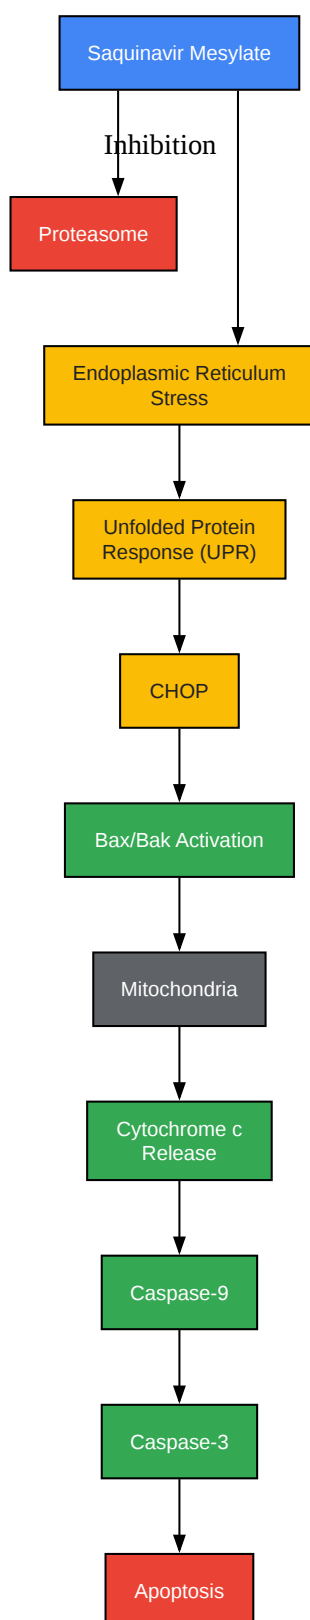 Saquinavir Mesylate
Inhibition
Proteasome
Endoplasmic Reticulum
Stress
Unfolded Protein
Response (UPR)
CHOP
Bax/Bak Activation
Mitochondria
Cytochrome c
Release
Caspase-9
Caspase-3
Apoptosis